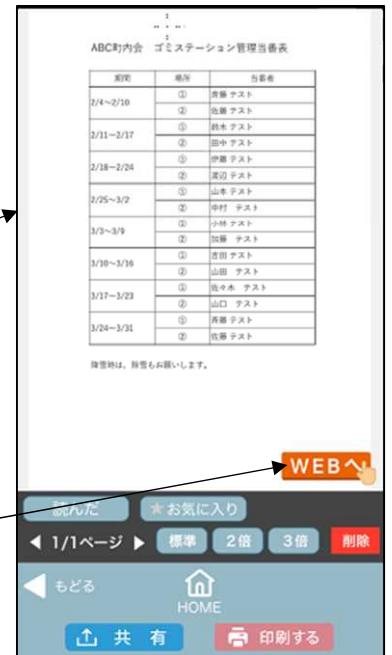 ABC町内会 ゴミステーション管理当番表
期間 場所 当番者
2/4~2/10 ① 齊藤 テスト
② 佐藤 テスト
2/11~2/17 ① 鈴木 テスト
② 田中 テスト
2/18~2/24 ① 伊藤 テスト
② 渡辺 テスト
2/25~3/2 ① 山本 テスト
② 中村 テスト
3/3~3/9 ① 小林 テスト
② 加藤 テスト
3/10~3/16 ① 吉田 テスト
② 山田 テスト
3/17~3/23 ① 佐々木 テスト
② 山口 テスト
3/24~3/31 ① 斉藤 テスト
② 佐藤 テスト
降雪時は、除雪もお願いします。
WEBへ
読んだ ★お気に入り
◀ 1/1ページ ▶ 標準 2倍 3倍 削除
もどる
HOME
共有 印刷する